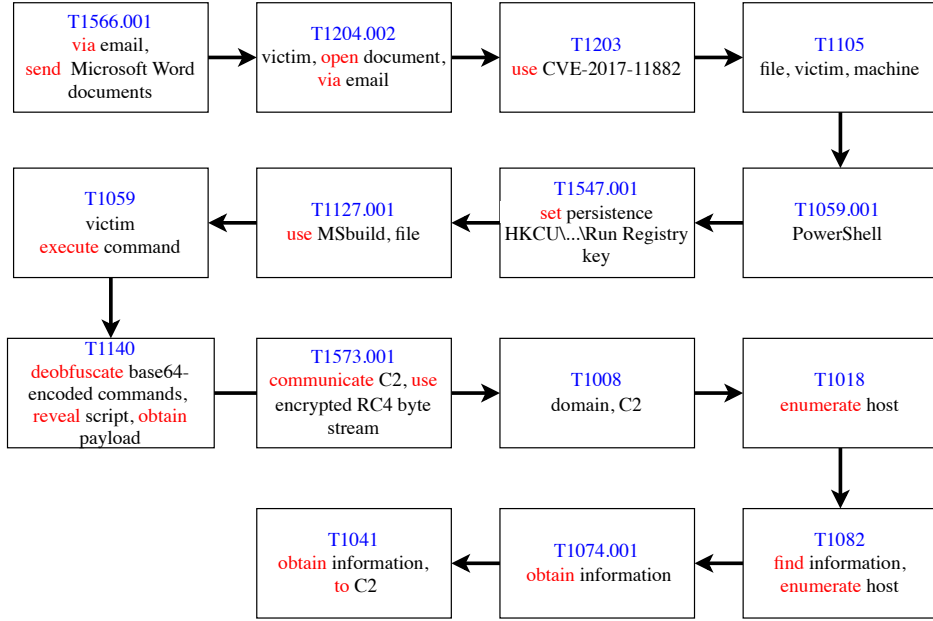 T1566.001
via email,
send Microsoft Word
documents
T1204.002
victim, open document,
via email
T1203
use CVE-2017-11882
T1105
file, victim, machine
T1059
victim
execute command
T1127.001
use MSbuild, file
T1547.001
set persistence
HKCU\...\Run Registry
key
T1059.001
PowerShell
T1140
deobfuscate base64-
encoded commands,
reveal script, obtain
payload
T1573.001
communicate C2, use
encrypted RC4 byte
stream
T1008
domain, C2
T1018
enumerate host
T1041
obtain information,
to C2
T1074.001
obtain information
T1082
find information,
enumerate host